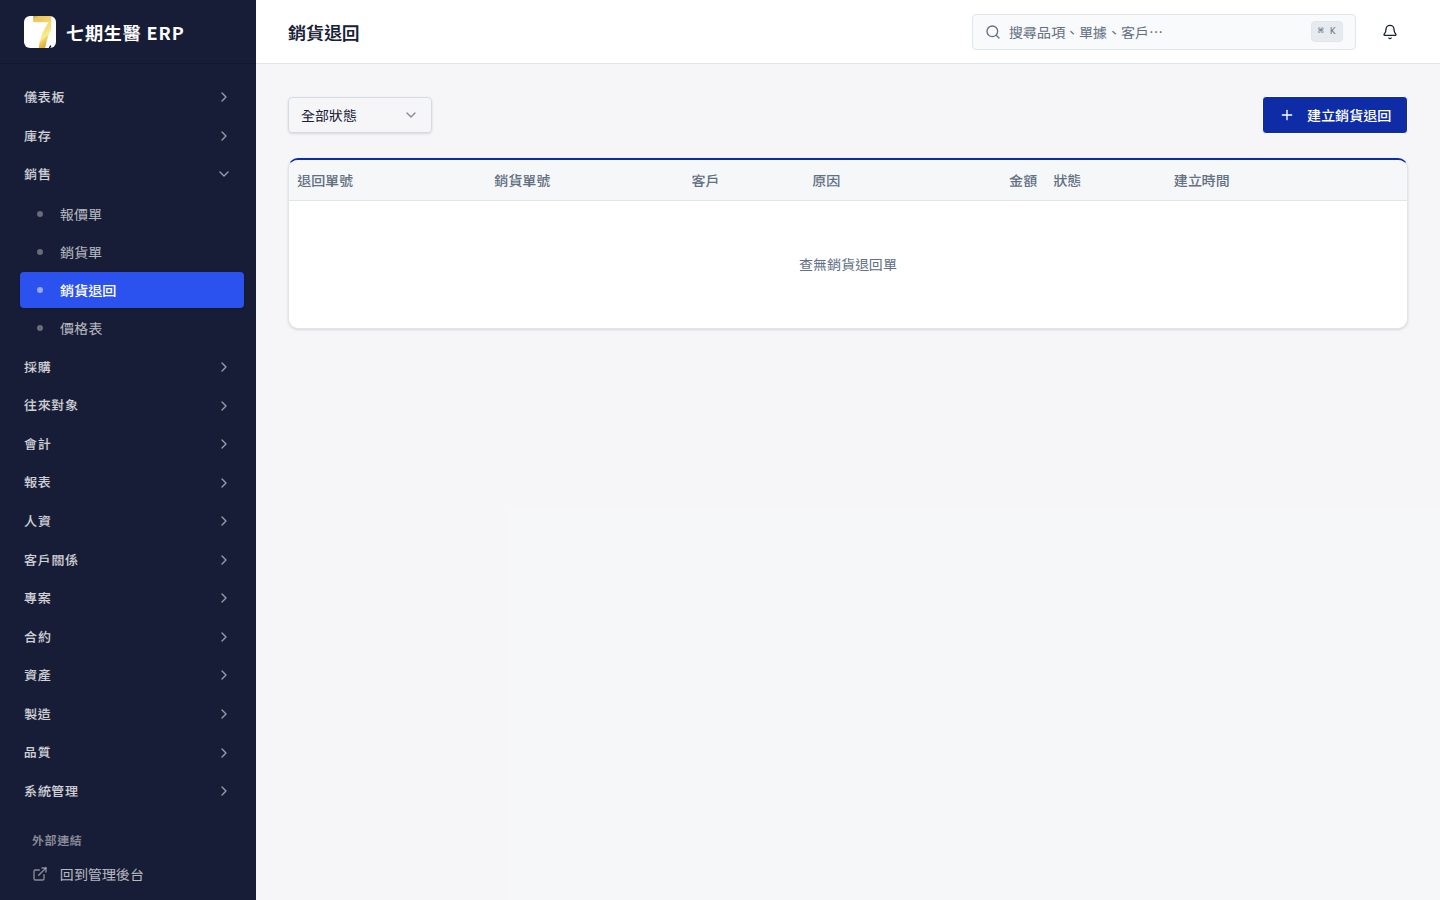 七期生醫 ERP
銷貨退回
搜尋品項、單據、客戶…
⌘ K
儀表板
庫存
銷售
報價單
銷貨單
銷貨退回
價格表
採購
往來對象
會計
報表
人資
客戶關係
專案
合約
資產
製造
品質
系統管理
外部連結
回到管理後台
全部狀態
建立銷貨退回
退回單號 銷貨單號 客戶 原因 金額 狀態 建立時間
查無銷貨退回單